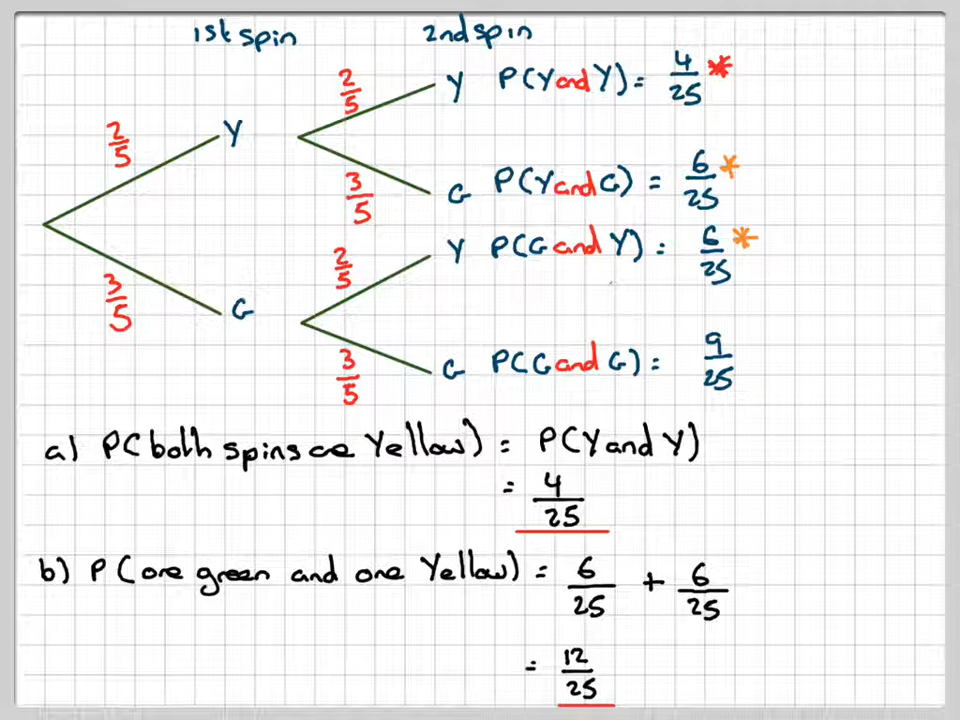 1st spin 2nd spin
2/5 Y P(Y and Y) = 4/25 *
2/5 Y
3/5 G P(Y and G) = 6/25 *
2/5 Y P(G and Y) = 6/25 *
3/5 G
3/5 G P(G and G) = 9/25
a) P(both spins are Yellow) = P(Y and Y)
= 4/25
b) P(one green and one Yellow) = 6/25 + 6/25
= 12/25